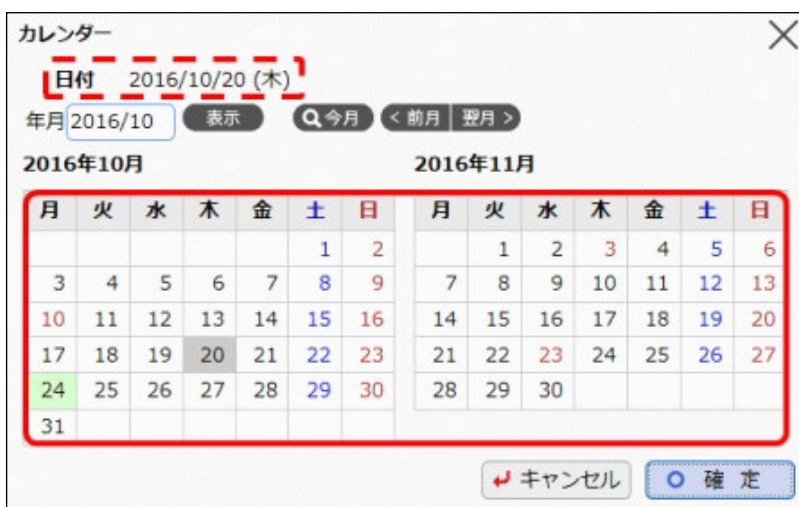 カレンダー
日付 2016/10/20 (木)
年月 2016/10 表示 今月 < 前月 翌月 >
2016年10月 2016年11月
月 火 水 木 金 土 日 月 火 水 木 金 土 日
1 2 1 2 3 4 5 6
3 4 5 6 7 8 9 7 8 9 10 11 12 13
10 11 12 13 14 15 16 14 15 16 17 18 19 20
17 18 19 20 21 22 23 21 22 23 24 25 26 27
24 25 26 27 28 29 30 28 29 30
31
キャンセル 確 定